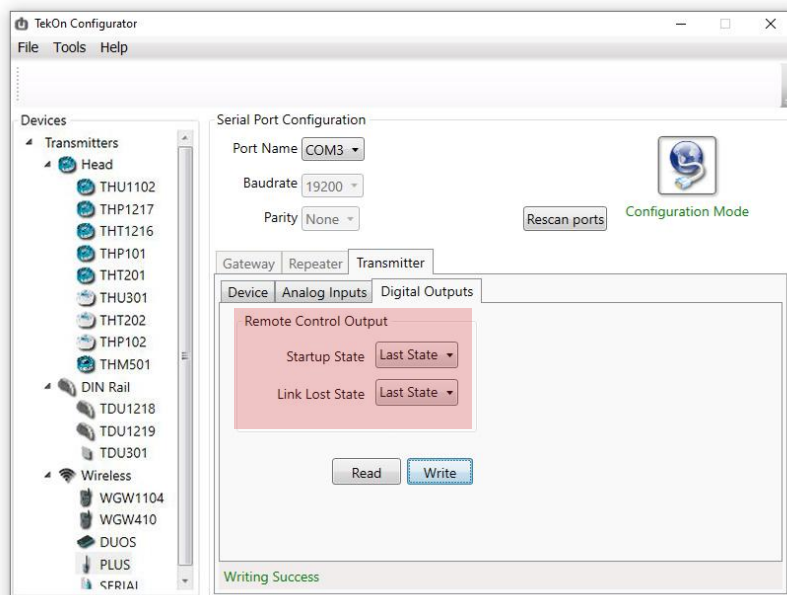 TekOn Configurator
File Tools Help
Devices
Transmitters
Head
THU1102
THP1217
THT1216
THP101
THT201
THU301
THT202
THP102
THM501
DIN Rail
TDU1218
TDU1219
TDU301
Wireless
WGW1104
WGW410
DUOS
PLUS
SERIAL
Serial Port Configuration
Port Name COM3
Baudrate 19200
Parity None
Rescan ports
Configuration Mode
Gateway Repeater Transmitter
Device Analog Inputs Digital Outputs
Remote Control Output
Startup State Last State
Link Lost State Last State
Read Write
Writing Success